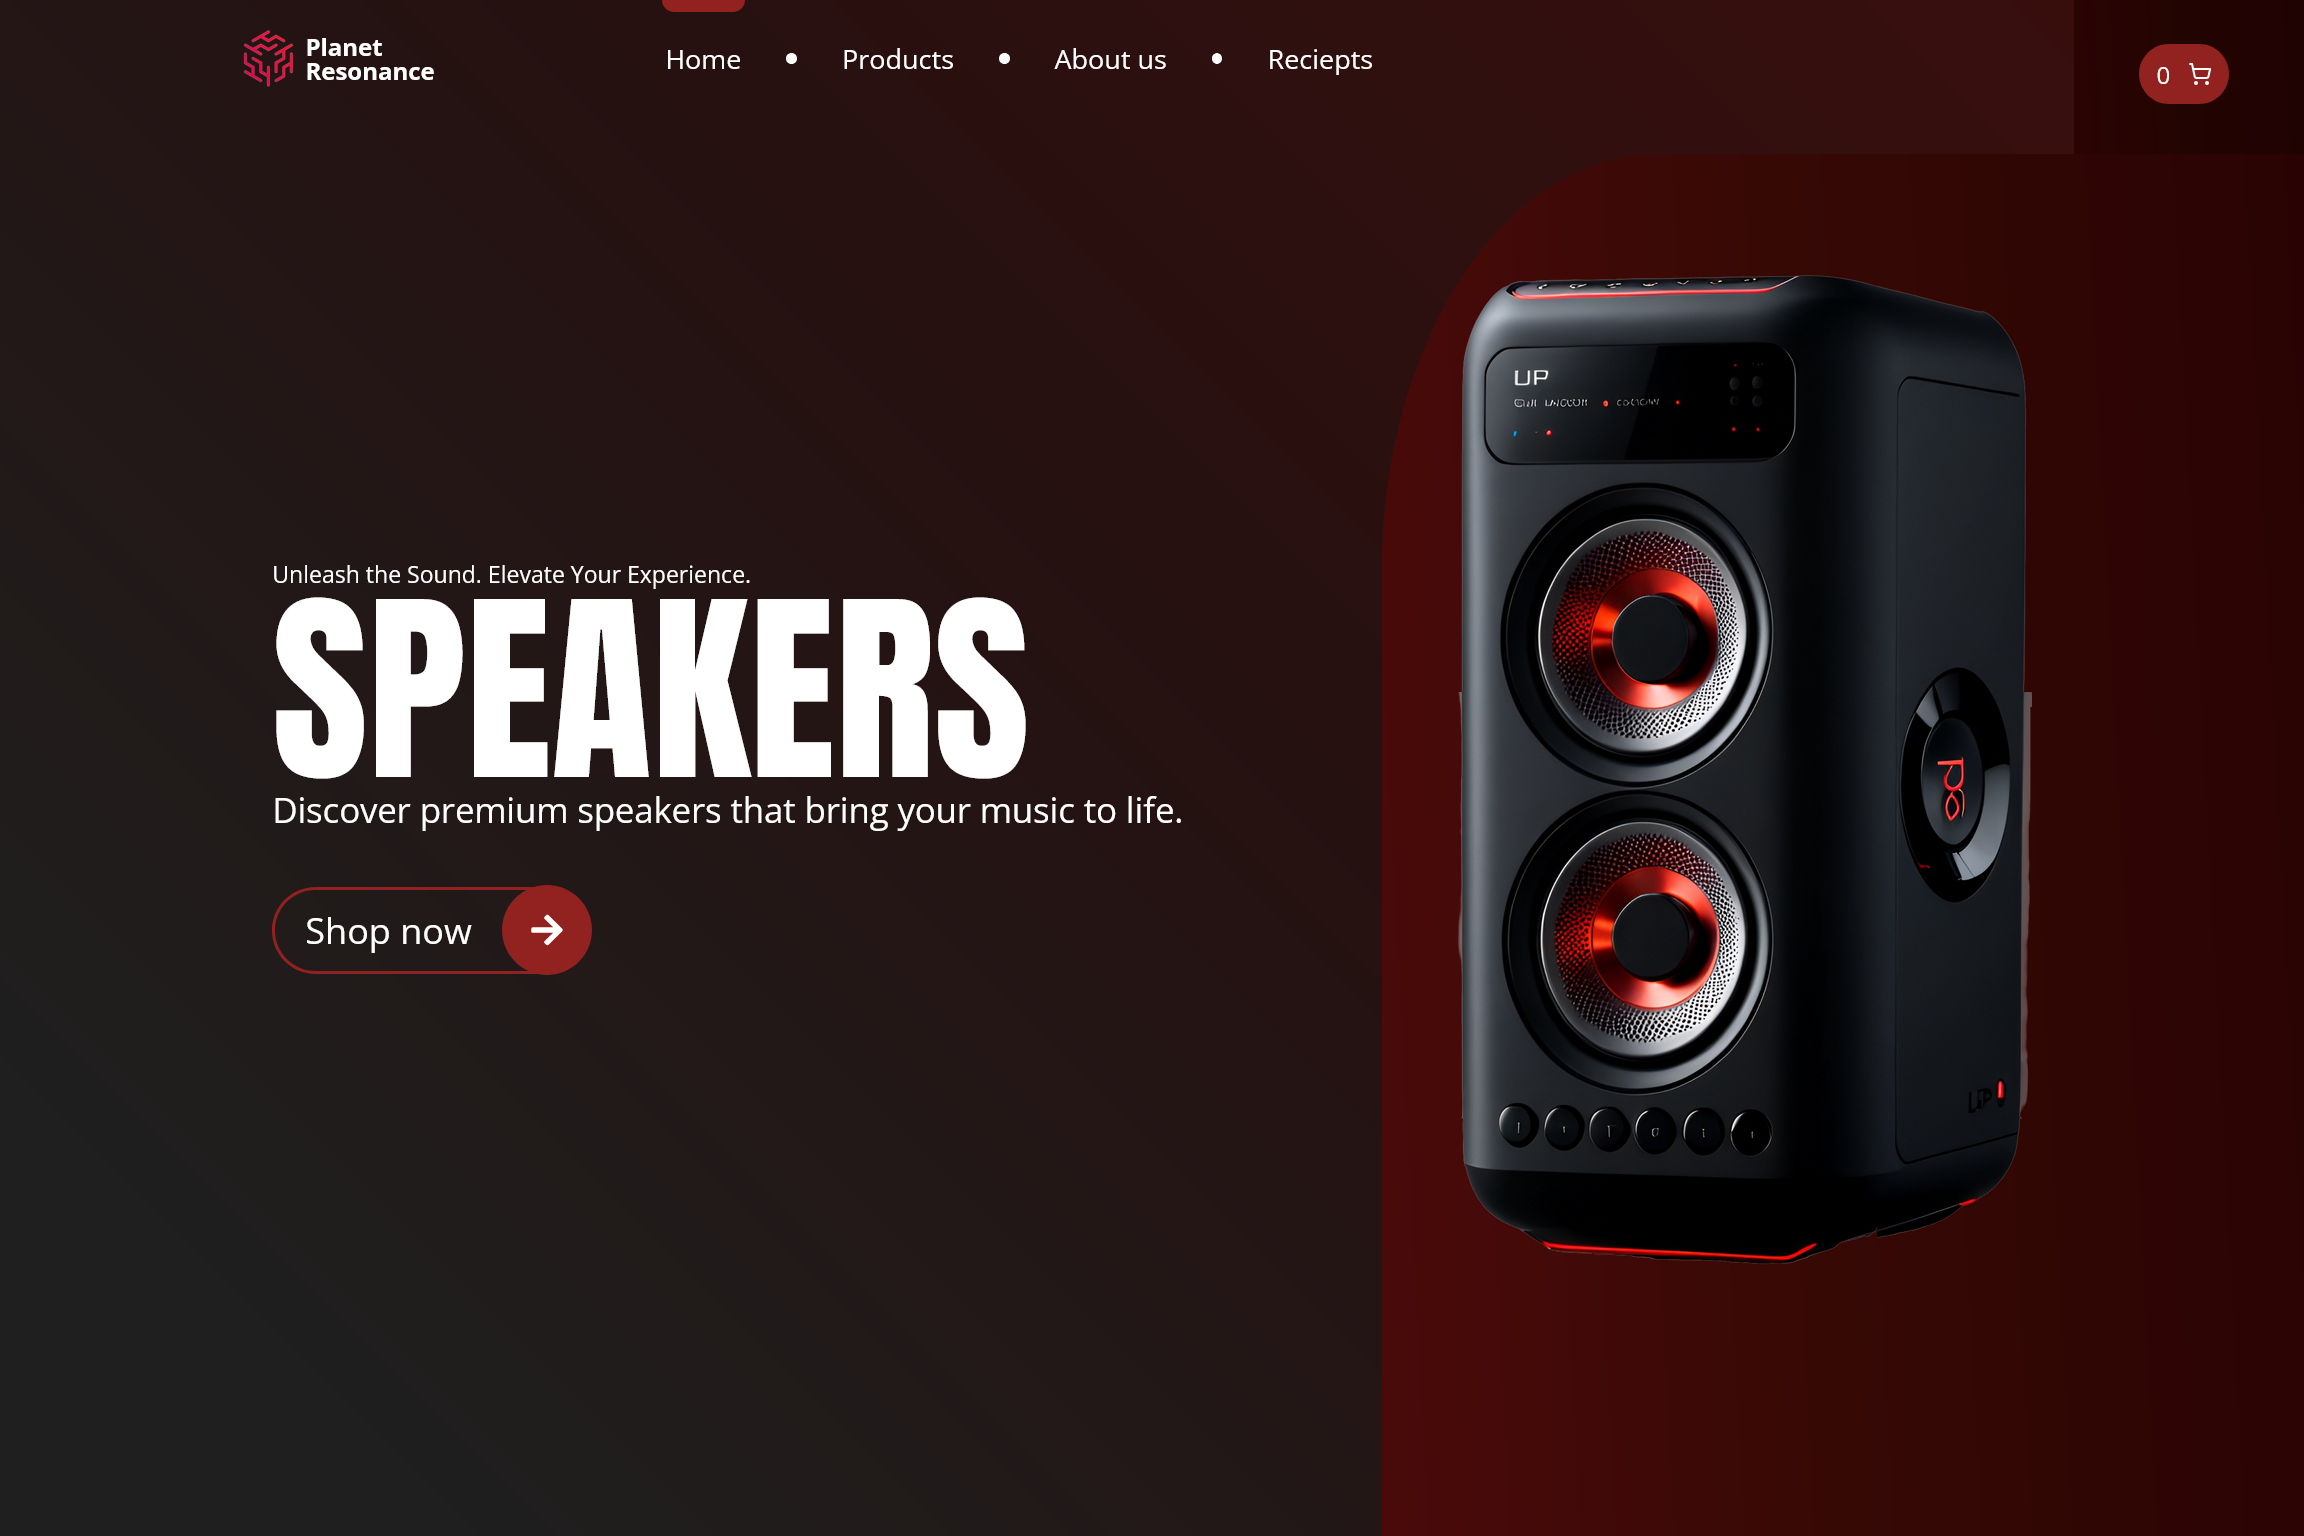 Planet
Resonance
Home
Products
About us
Reciepts
0
Unleash the Sound. Elevate Your Experience.
SPEAKERS
Discover premium speakers that bring your music to life.
Shop now
UP
UP